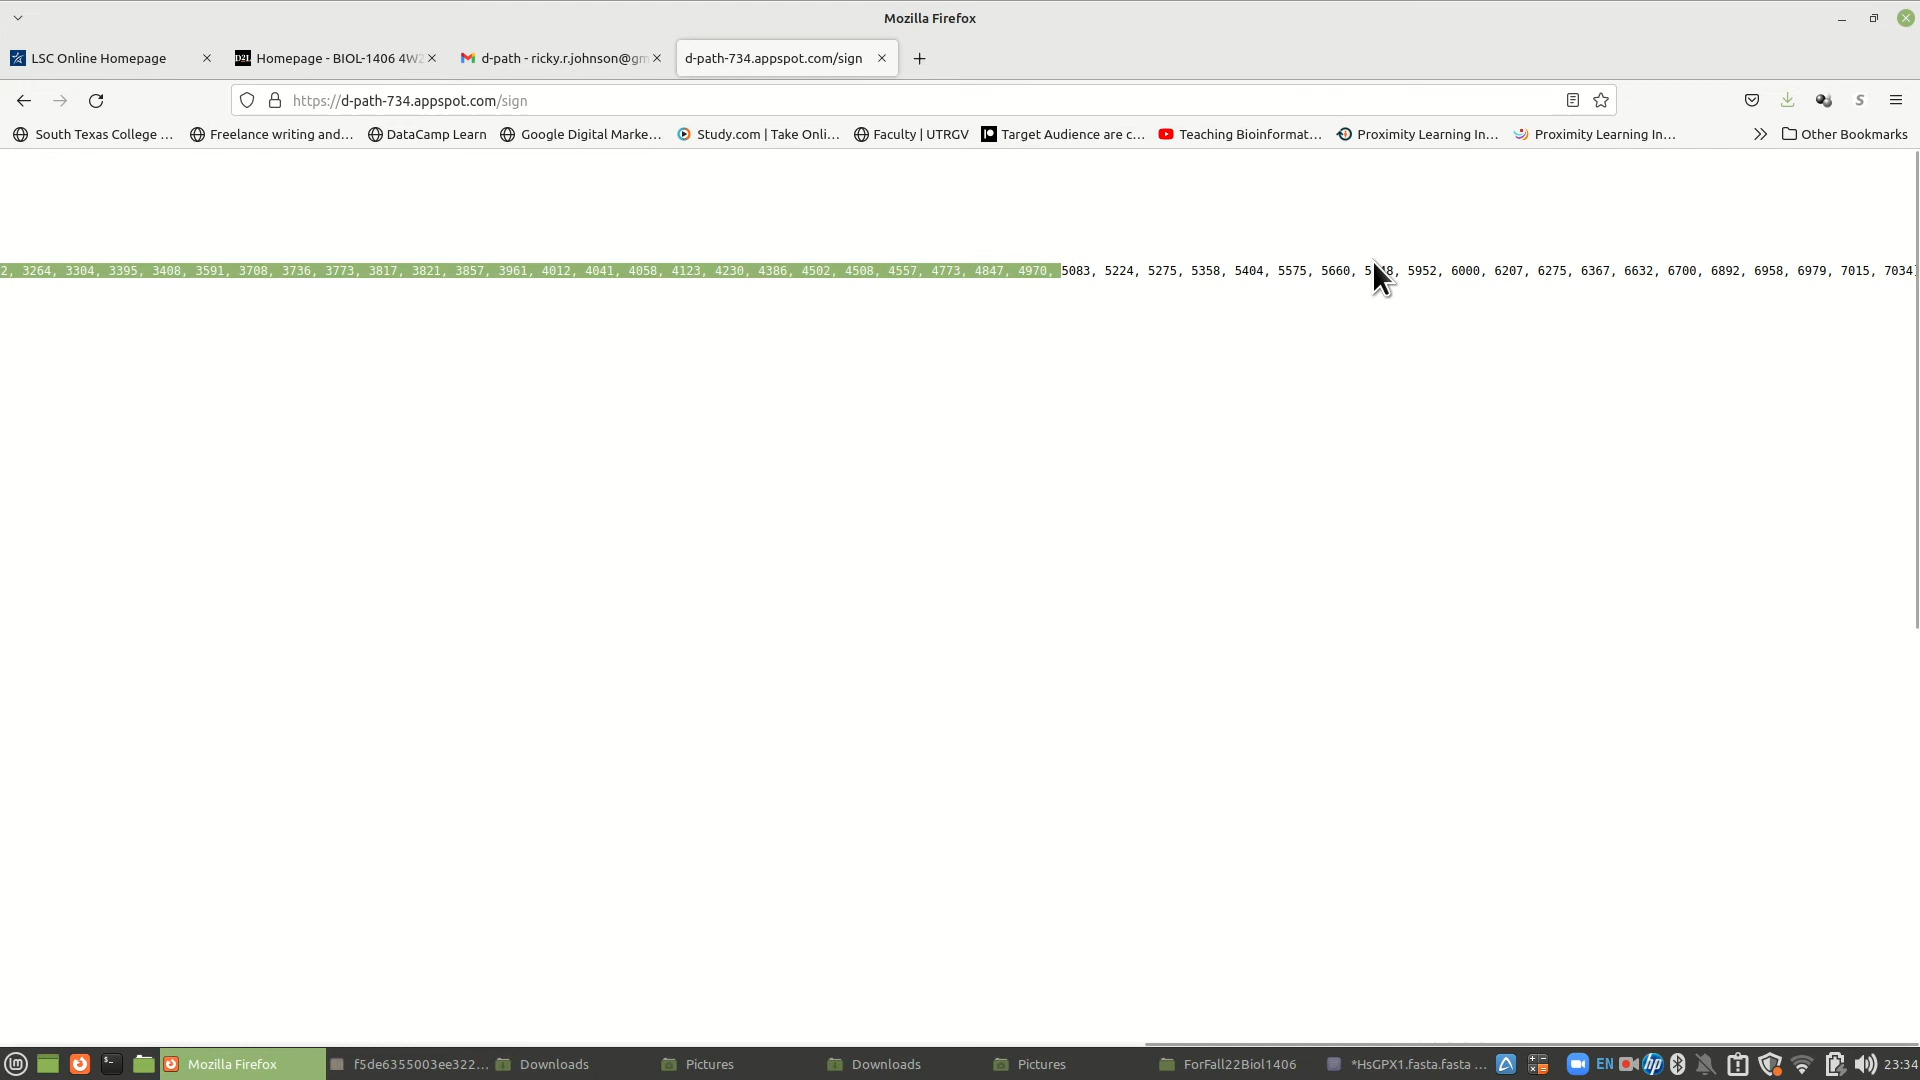 Mozilla Firefox
LSC Online Homepage
Homepage - BIOL-1406 4W2
d-path - ricky.r.johnson@gm
d-path-734.appspot.com/sign
https://d-path-734.appspot.com/sign
South Texas College ...
Freelance writing and...
DataCamp Learn
Google Digital Marke...
Study.com | Take Onli...
Faculty | UTRGV
Target Audience are c...
Teaching Bioinformat...
Proximity Learning In...
Proximity Learning In...
Other Bookmarks
2, 3264, 3304, 3395, 3408, 3591, 3708, 3736, 3773, 3817, 3821, 3857, 3961, 4012, 4041, 4058, 4123, 4230, 4386, 4502, 4508, 4557, 4773, 4847, 4970, 5083, 5224, 5275, 5358, 5404, 5575, 5660, 5952, 6000, 6207, 6275, 6367, 6632, 6700, 6892, 6958, 6979, 7015, 7034
Mozilla Firefox
f5de6355003ee322...
Downloads
Pictures
Downloads
Pictures
ForFall22Biol1406
*HsGPX1.fasta.fasta ...
EN
hp
23:34